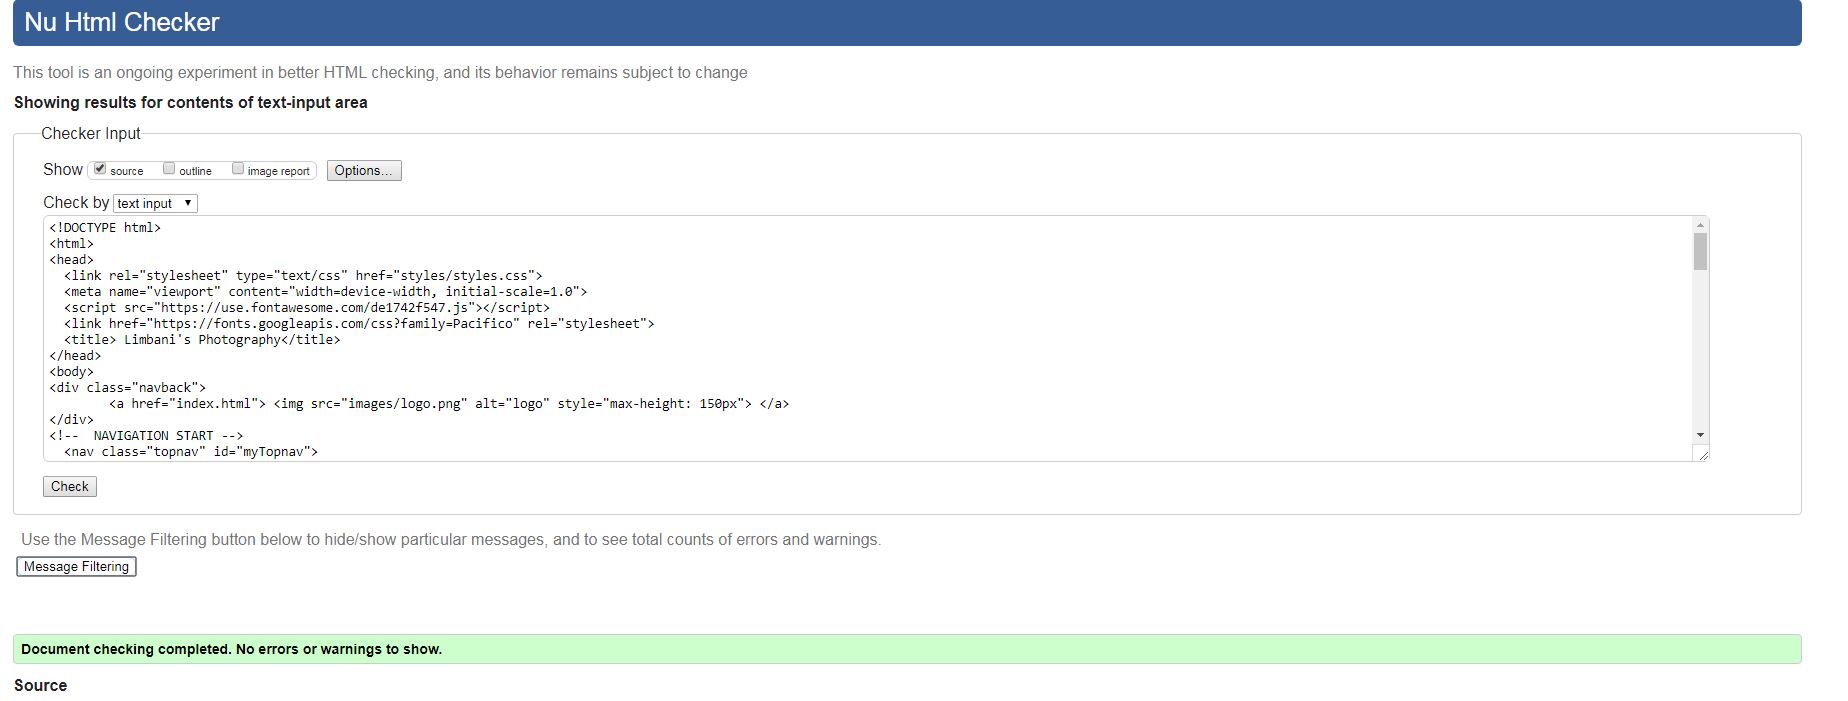 Nu Html Checker
This tool is an ongoing experiment in better HTML checking, and its behavior remains subject to change
Showing results for contents of text-input area
Checker Input
Show source outline image report Options...
Check by text input
<!DOCTYPE html>
<html>
<head>
  <link rel="stylesheet" type="text/css" href="styles/styles.css">
  <meta name="viewport" content="width=device-width, initial-scale=1.0">
  <script src="https://use.fontawesome.com/de1742f547.js"></script>
  <link href="https://fonts.googleapis.com/css?family=Pacifico" rel="stylesheet">
  <title> Limbani's Photography</title>
</head>
<body>
<div class="navback">
        <a href="index.html"> <img src="images/logo.png" alt="logo" style="max-height: 150px"> </a>
</div>
<!--  NAVIGATION START -->
  <nav class="topnav" id="myTopnav">
Check
Use the Message Filtering button below to hide/show particular messages, and to see total counts of errors and warnings.
Message Filtering
Document checking completed. No errors or warnings to show.
Source